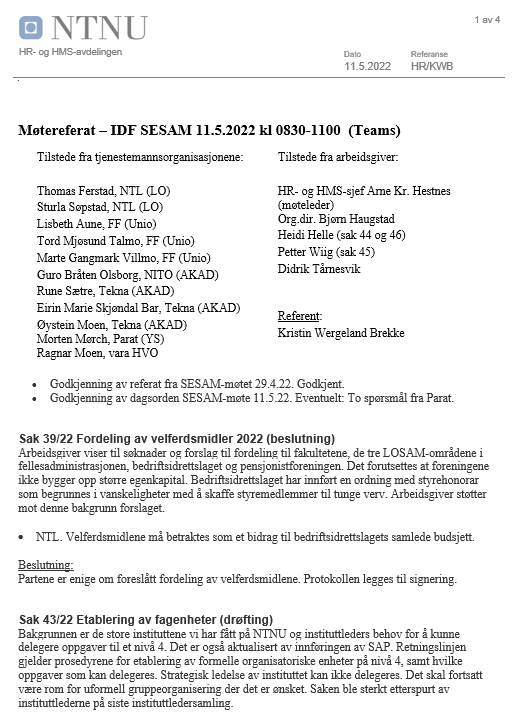 1 av 4
NTNU
HR- og HMS-avdelingen
Dato
Referanse
11.5.2022
HR/KWB
Møtereferat – IDF SESAM 11.5.2022 kl 0830-1100  (Teams)
Tilstede fra tjenestemannsorganisasjonene:
Thomas Ferstad, NTL (LO)
Sturla Søpstad, NTL (LO)
Lisbeth Aune, FF (Unio)
Tord Mjøsund Talmo, FF (Unio)
Marte Gangmark Villmo, FF (Unio)
Guro Bråten Olsborg, NITO (AKAD)
Rune Sætre, Tekna (AKAD)
Eirin Marie Skjøndal Bar, Tekna (AKAD)
Øystein Moen, Tekna (AKAD)
Morten Mørch, Parat (YS)
Ragnar Moen, vara HVO
Tilstede fra arbeidsgiver:
HR- og HMS-sjef Arne Kr. Hestnes
(møteleder)
Org.dir. Bjørn Haugstad
Heidi Helle (sak 44 og 46)
Petter Wiig (sak 45)
Didrik Tårnesvik
Referent:
Kristin Wergeland Brekke
• Godkjenning av referat fra SESAM-møtet 29.4.22. Godkjent.
• Godkjenning av dagsorden SESAM-møte 11.5.22. Eventuelt: To spørsmål fra Parat.
Sak 39/22 Fordeling av velferdsmidler 2022 (beslutning)
Arbeidsgiver viser til søknader og forslag til fordeling til fakultetene, de tre LOSAM-områdene i
fellesadministrasjonen, bedriftsidrettslaget og pensjonistforeningen. Det forutsettes at foreningene
ikke bygger opp større egenkapital. Bedriftsidrettslaget har innført en ordning med styrehonorar
som begrunnes i vanskeligheter med å skaffe styremedlemmer til tunge verv. Arbeidsgiver støtter
mot denne bakgrunn forslaget.
• NTL. Velferdsmidlene må betraktes som et bidrag til bedriftsidrettslagets samlede budsjett.
Beslutning:
Partene er enige om foreslått fordeling av velferdsmidlene. Protokollen legges til signering.
Sak 43/22 Etablering av fagenheter (drøfting)
Bakgrunnen er de store instituttene vi har fått på NTNU og instituttleders behov for å kunne
delegere oppgaver til et nivå 4. Det er også aktualisert av innføringen av SAP. Retningslinjen
gjelder prosedyrene for etablering av formelle organisatoriske enheter på nivå 4, samt hvilke
oppgaver som kan delegeres. Strategisk ledelse av instituttet kan ikke delegeres. Det skal fortsatt
være rom for uformell gruppeorganisering der det er ønsket. Saken ble sterkt etterspurt av
instituttlederne på siste instituttledersamling.